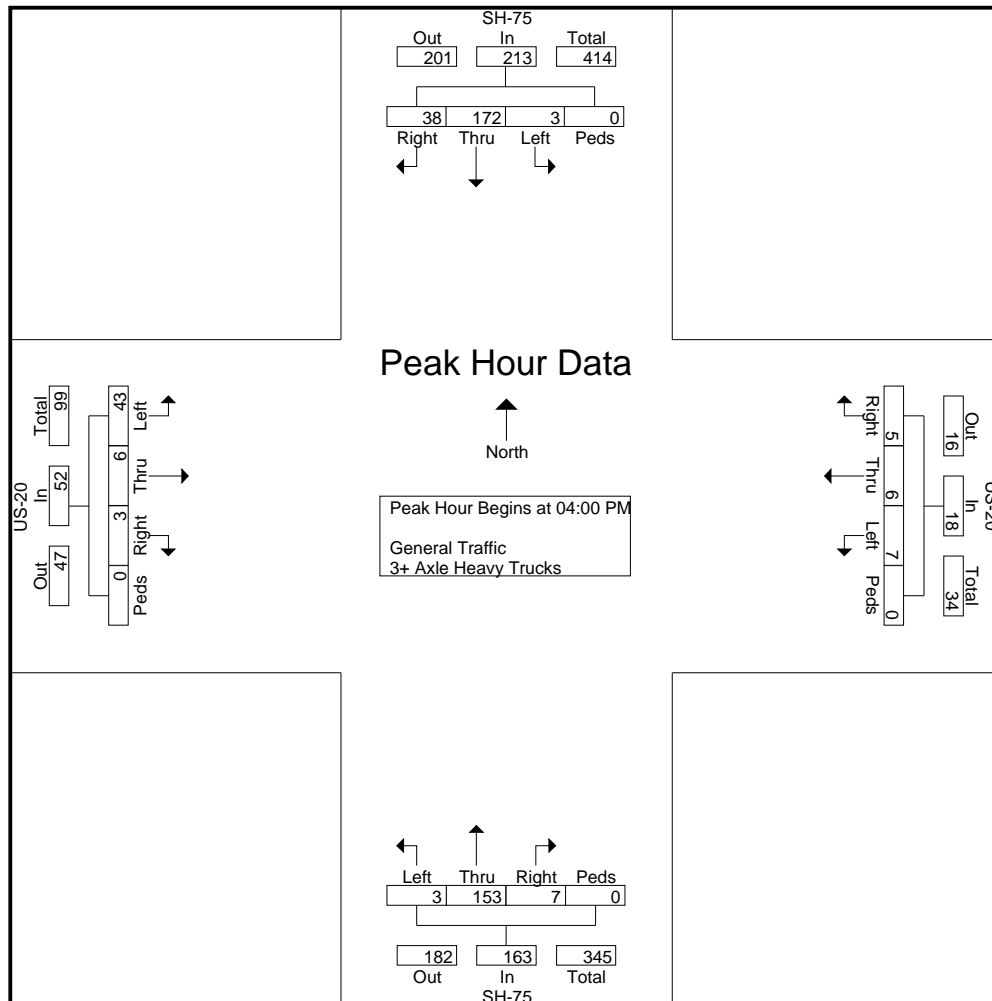 SH-75
Out In Total
201 213 414
38 172 3 0
Right Thru Left Peds
Peak Hour Data
North
Peak Hour Begins at 04:00 PM
General Traffic
3+ Axle Heavy Trucks
US-20
Total In Out
99 52 47
43 6 3 0
Left Thru Right Peds
US-20
Out In Total
16 18 34
5 6 7 0
Right Thru Left Peds
Left Thru Right Peds
3 153 7 0
182 163 345
Out In Total
SH-75